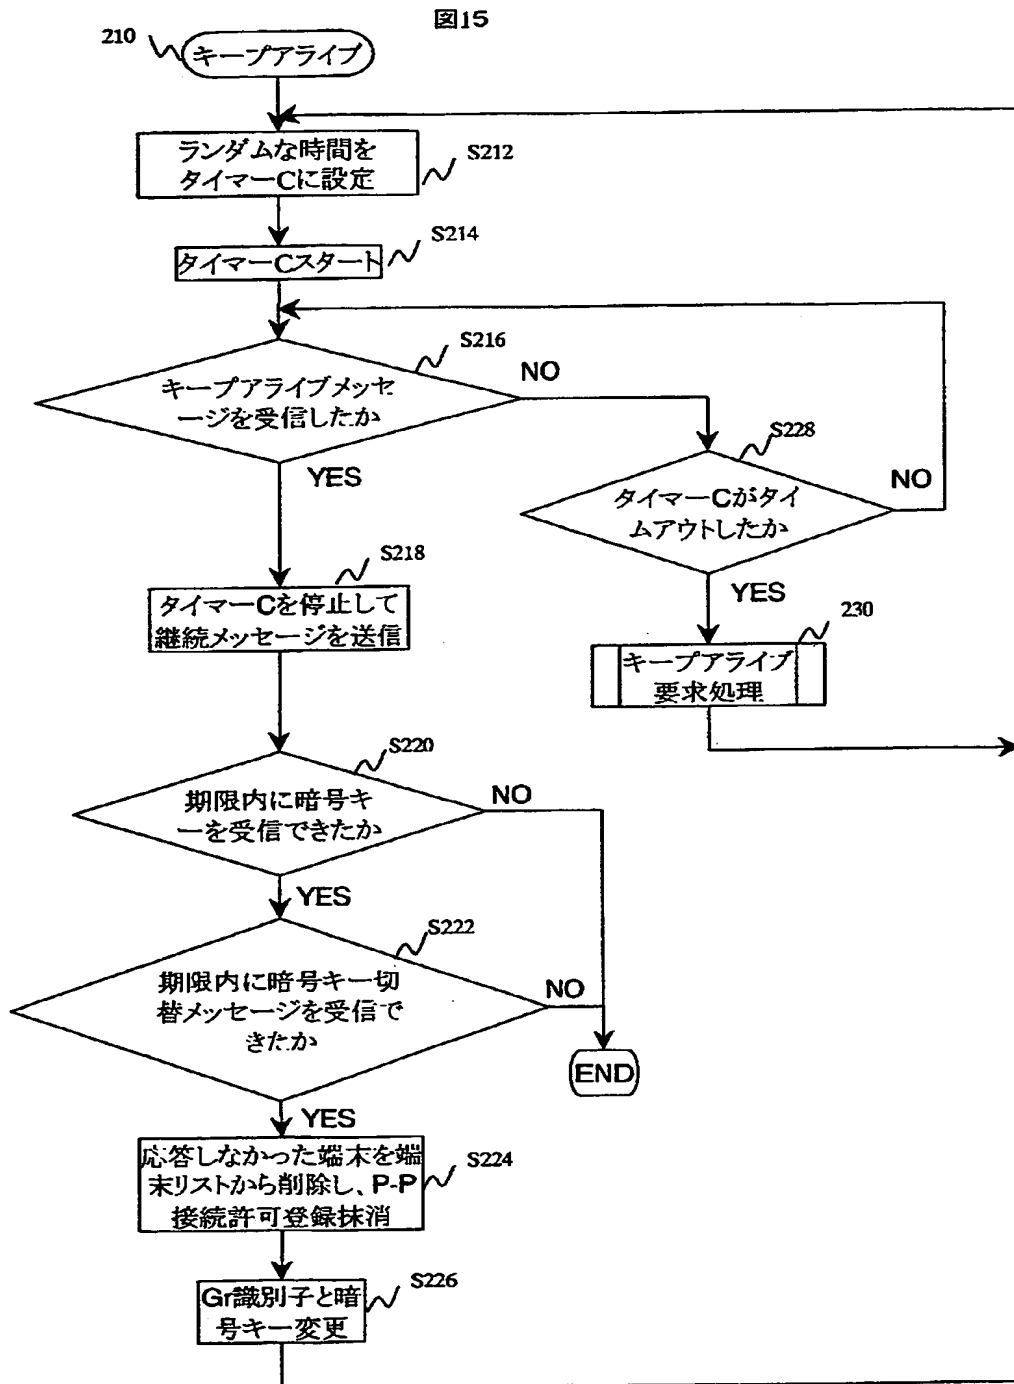 図15
210
キープアライブ
ランダムな時間を
タイマーCに設定
S212
タイマーCスタート
S214
S216
キープアライブメッセ
ージを受信したか
NO
YES
S228
タイマーCがタイ
ムアウトしたか
NO
YES
S218
タイマーCを停止して
継続メッセージを送信
230
キープアライブ
要求処理
S220
期限内に暗号キ
ーを受信できたか
NO
YES
S222
期限内に暗号キー切
替メッセージを受信で
きたか
NO
END
YES
応答しなかった端末を端
末リストから削除し、P-P
接続許可登録抹消
S224
Gr識別子と暗
号キー変更
S226